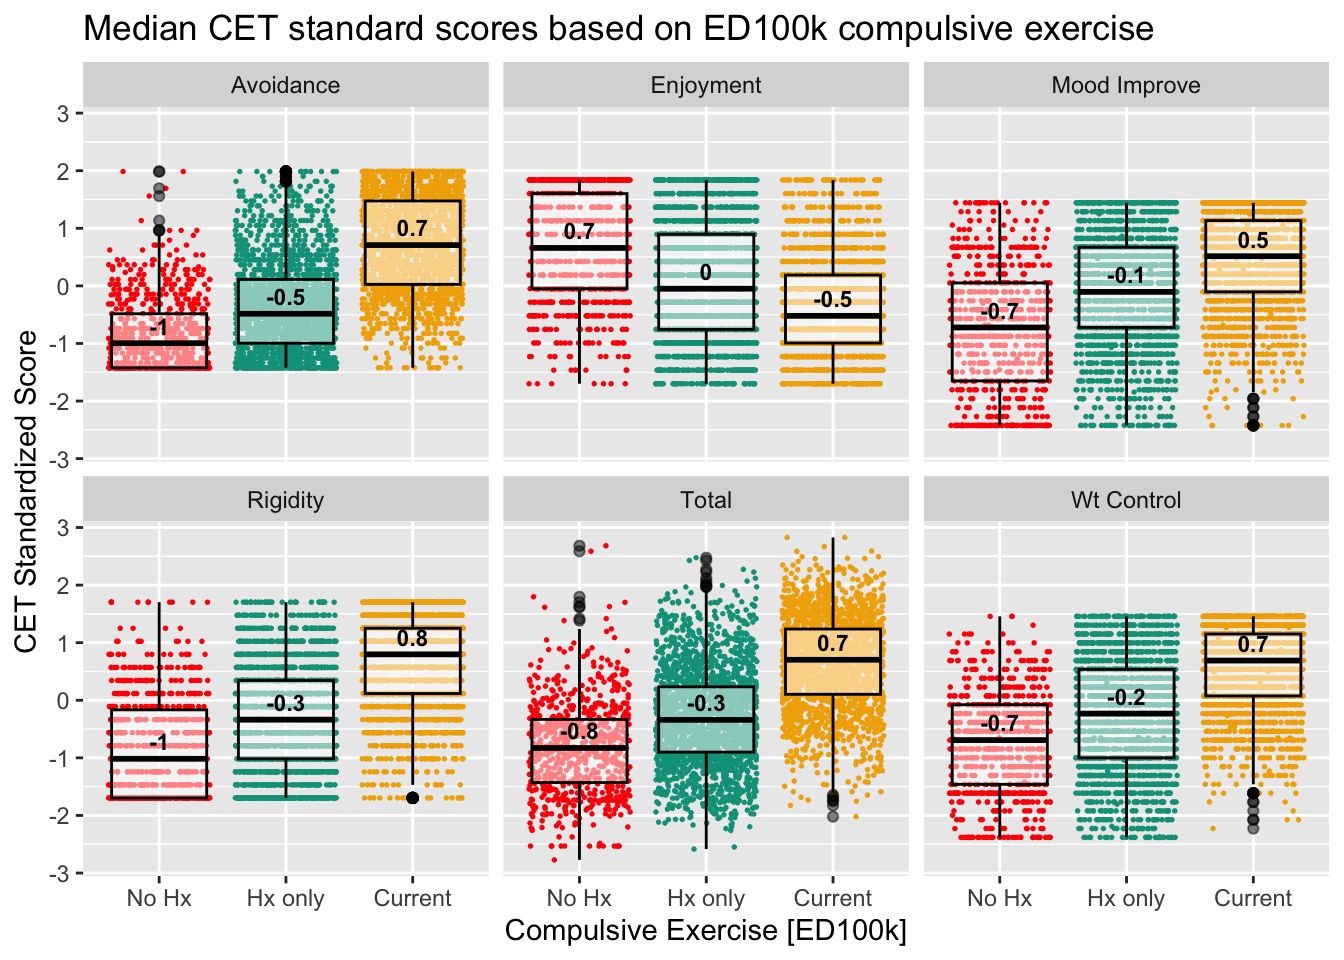 Median CET standard scores based on ED100k compulsive exercise
Avoidance
Enjoyment
Mood Improve
3
2
1
0
-1
-2
-3
-1
-0.5
0.7
0.7
0
-0.5
-0.7
-0.1
0.5
CET Standardized Score
Rigidity
Total
Wt Control
3
2
1
0
-1
-2
-3
-1
-0.3
0.8
-0.8
-0.3
0.7
-0.7
-0.2
0.7
No Hx
Hx only
Current
No Hx
Hx only
Current
No Hx
Hx only
Current
Compulsive Exercise [ED100k]